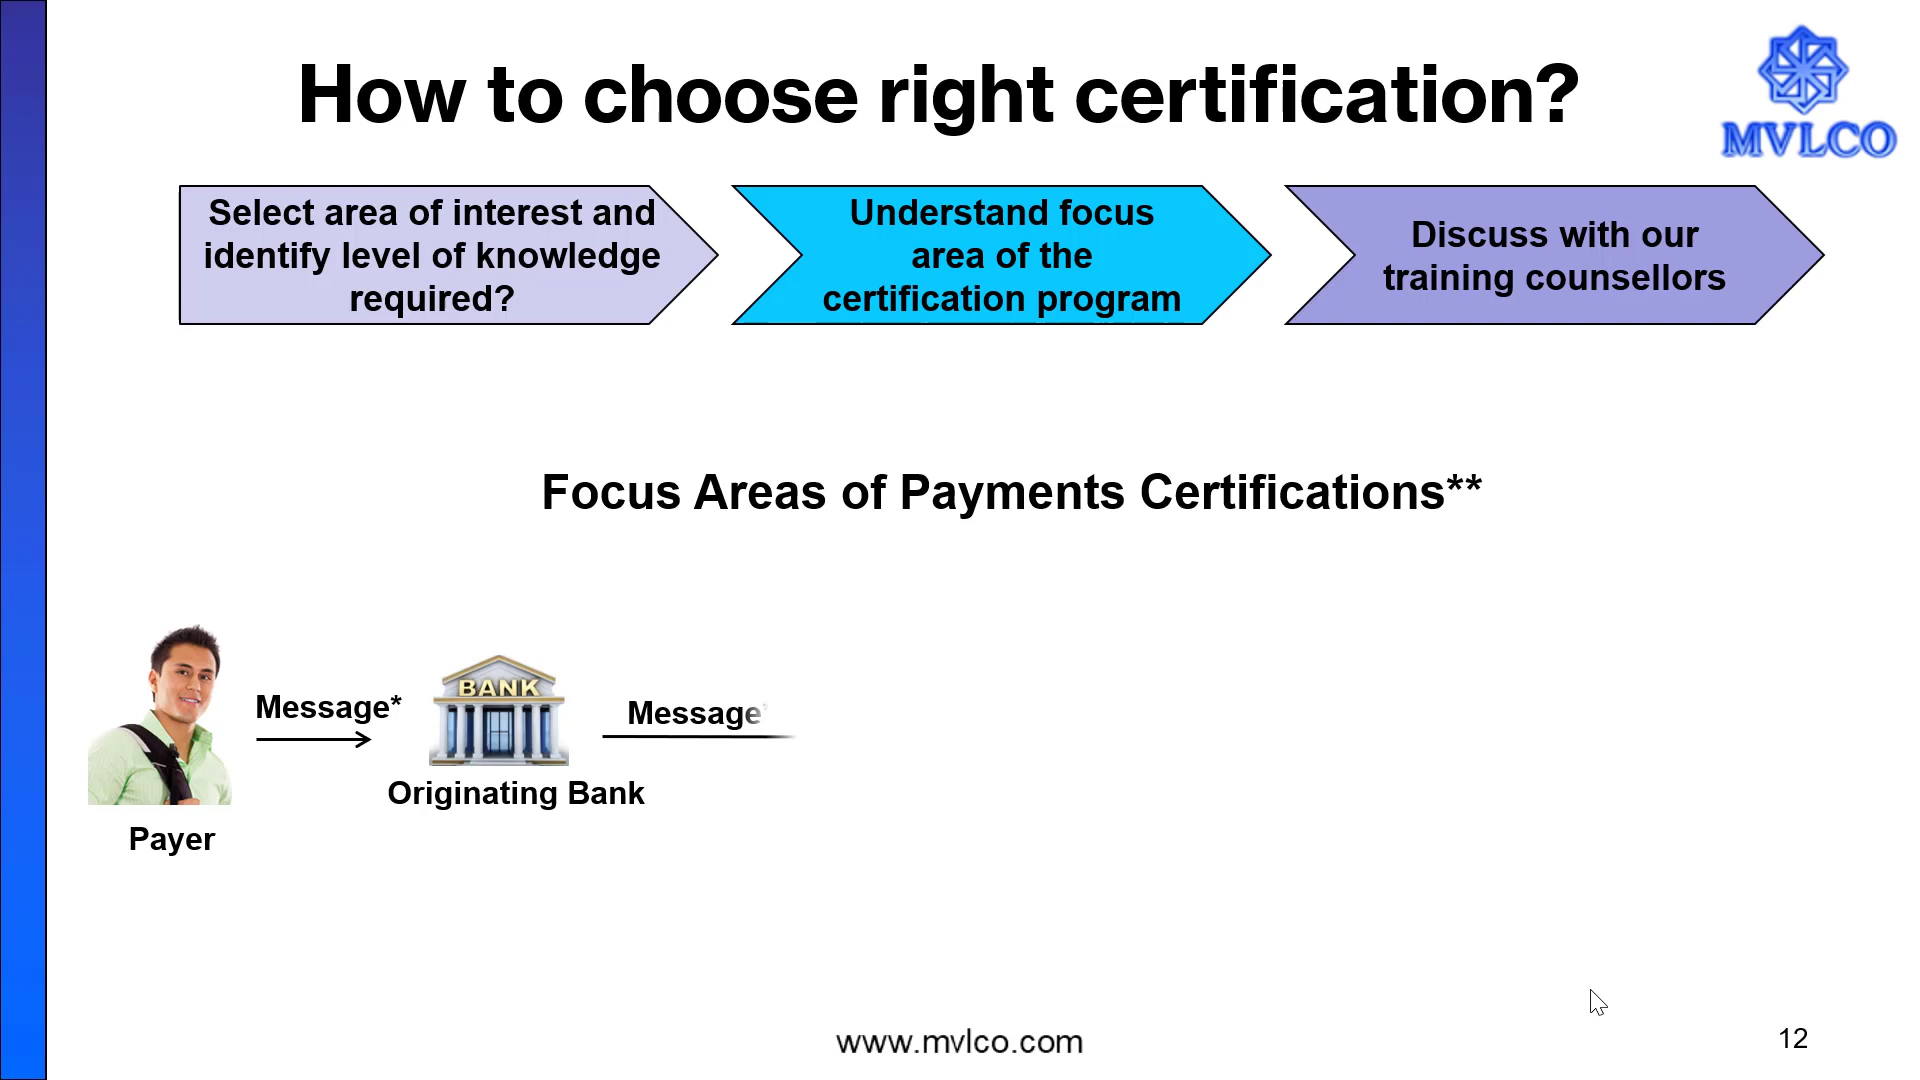 How to choose right certification?
MVLCO
Select area of interest and
identify level of knowledge
required?
Understand focus
area of the
certification program
Discuss with our
training counsellors
Focus Areas of Payments Certifications**
Message*
BANK
Message*
Originating Bank
Payer
www.mvlco.com
12